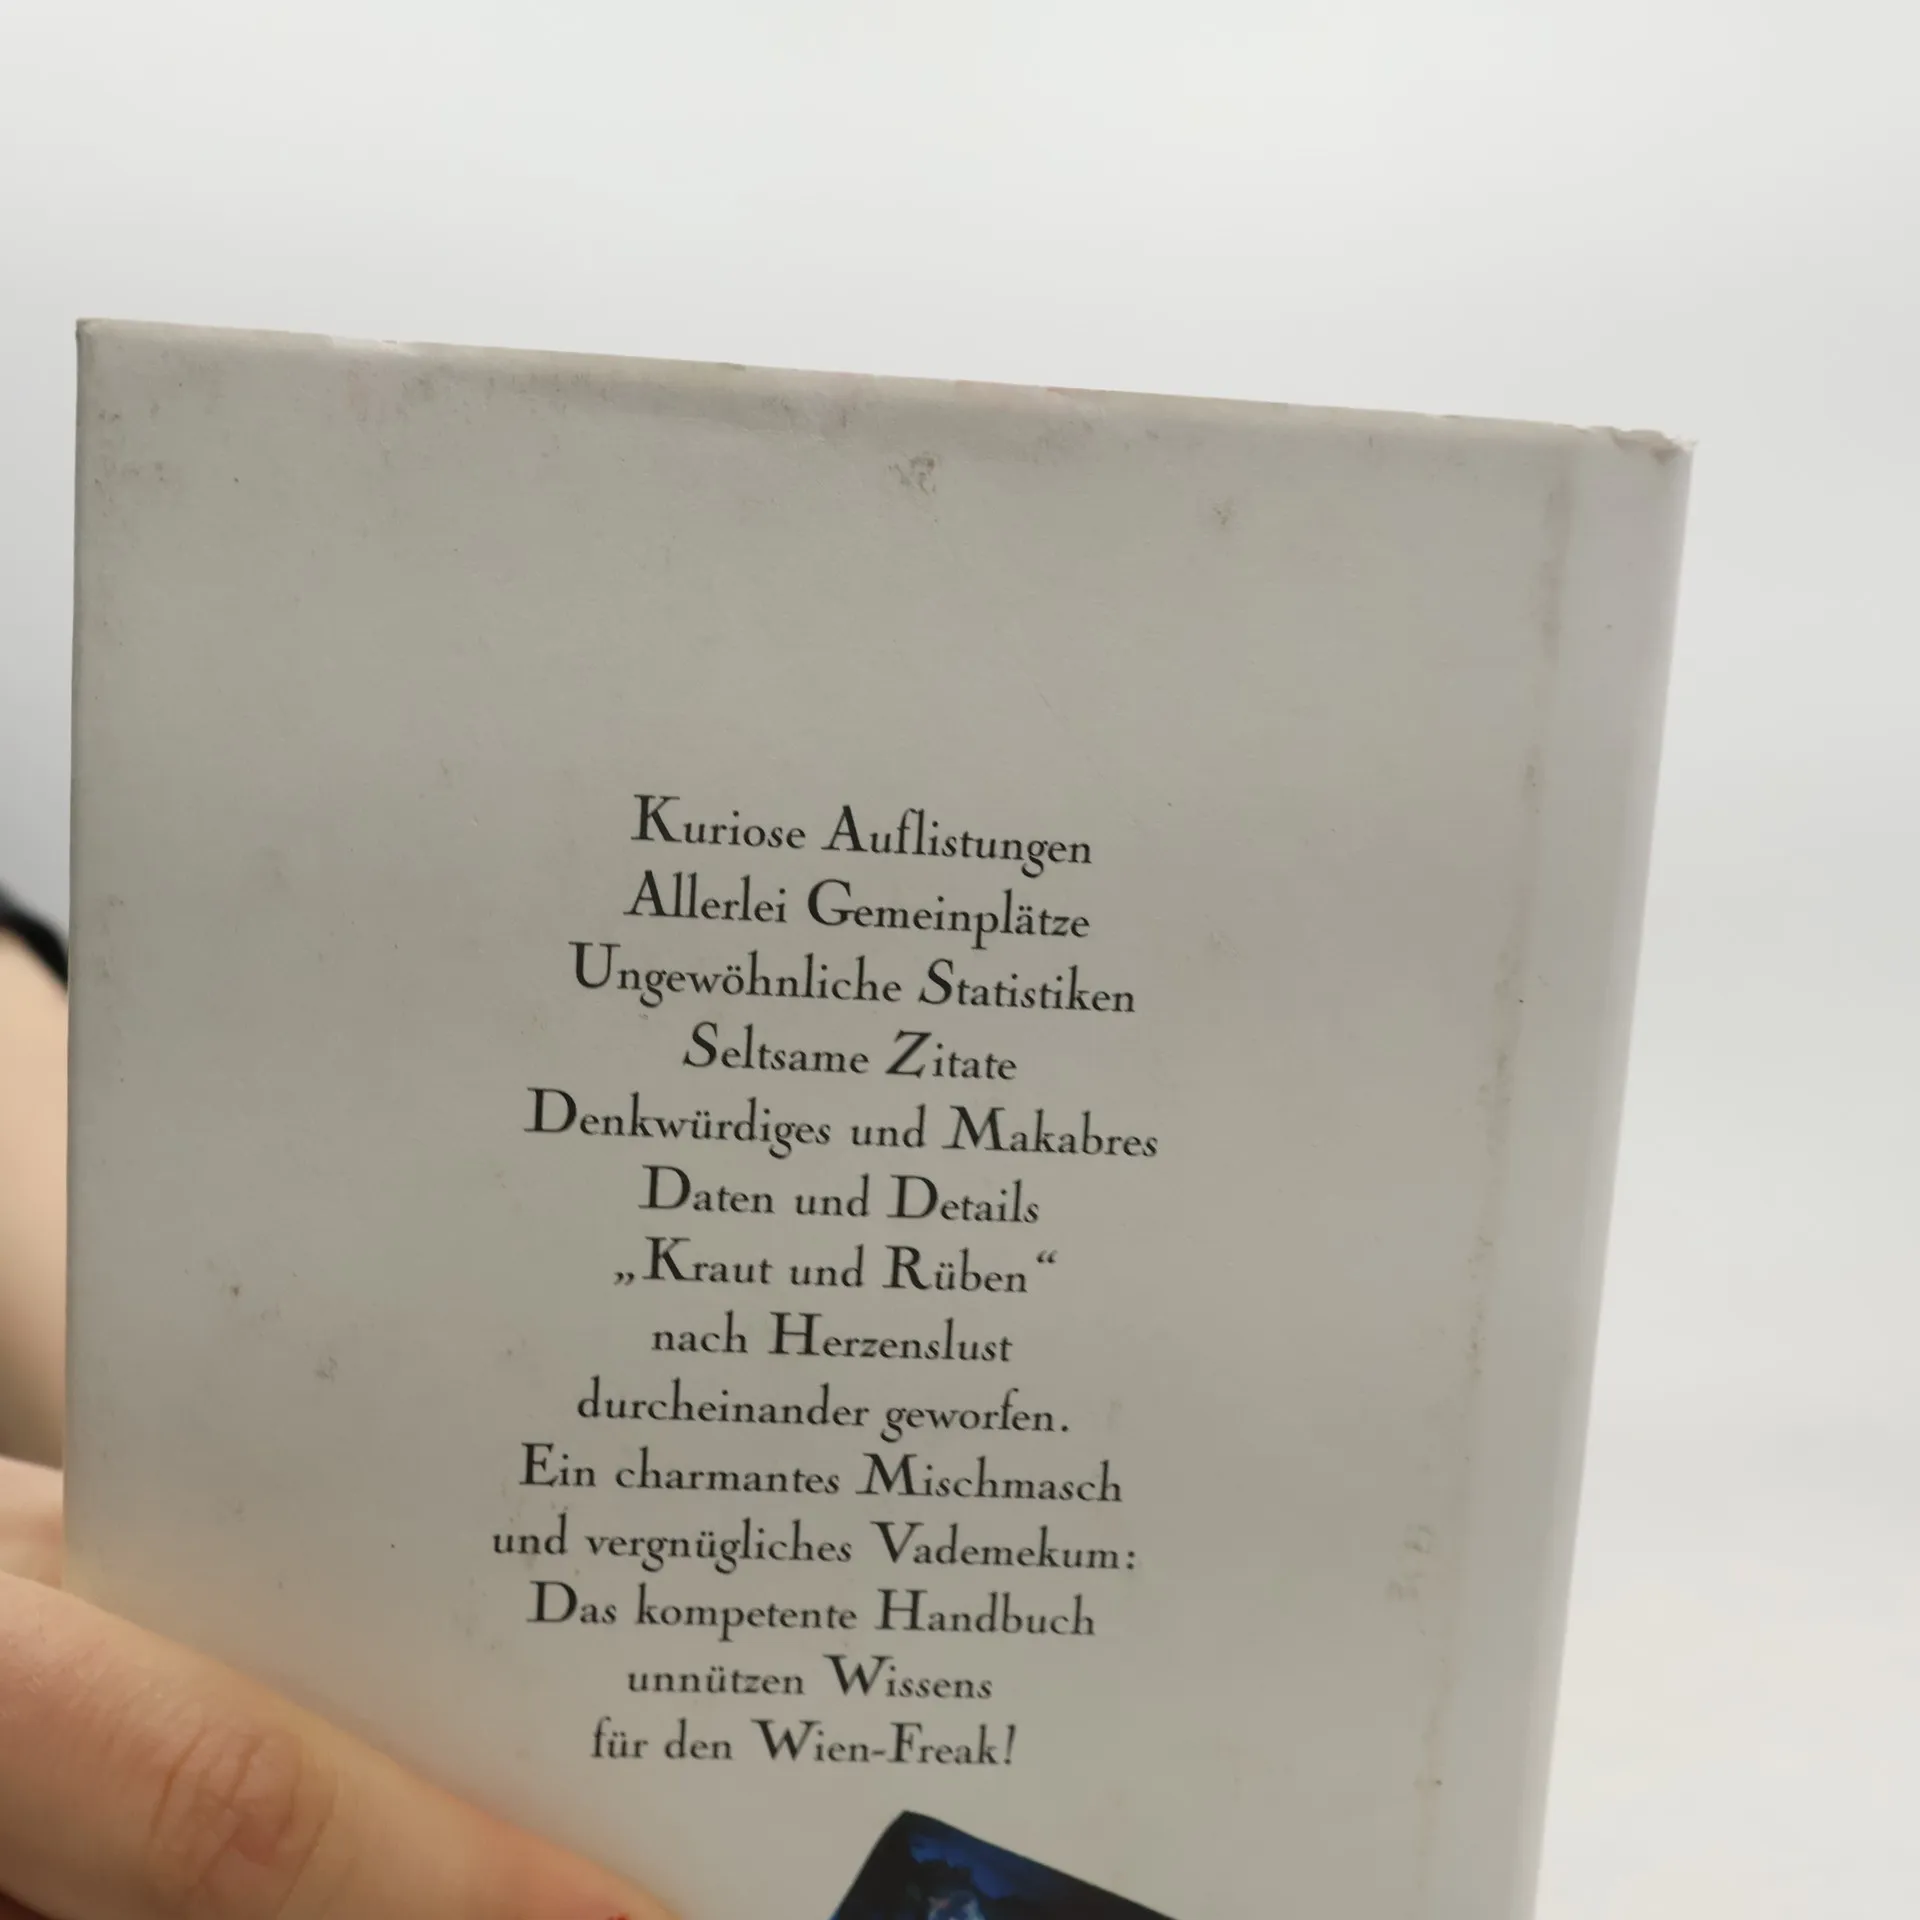 Kuriose Auflistungen
Allerlei Gemeinplätze
Ungewöhnliche Statistiken
Seltsame Zitate
Denkwürdiges und Makabres
Daten und Details
„Kraut und Rüben“
nach Herzenslust
durcheinander geworfen.
Ein charmantes Mischmasch
und vergnügliches Vademekum:
Das kompetente Handbuch
unnützen Wissens
für den Wien-Freak!